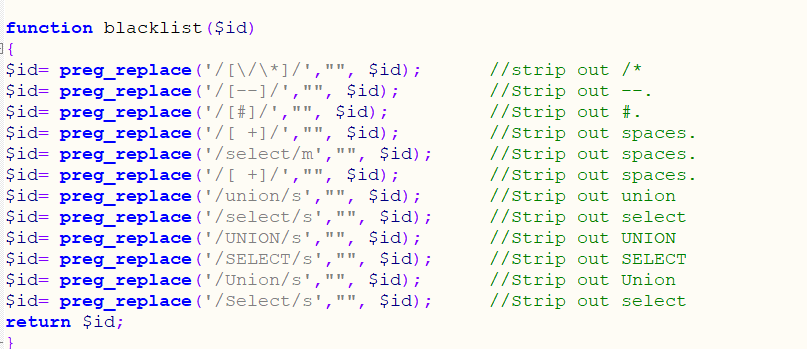 function blacklist($id)
{
$id= preg_replace('/[\/\*]/',"", $id);      //strip out /*
$id= preg_replace('/[--]/',"", $id);        //Strip out --.
$id= preg_replace('/[#]/',"", $id);         //Strip out #.
$id= preg_replace('/[ +]/',"", $id);        //Strip out spaces.
$id= preg_replace('/select/m',"", $id);     //Strip out spaces.
$id= preg_replace('/[ +]/',"", $id);        //Strip out spaces.
$id= preg_replace('/union/s',"", $id);      //Strip out union
$id= preg_replace('/select/s',"", $id);     //Strip out select
$id= preg_replace('/UNION/s',"", $id);      //Strip out UNION
$id= preg_replace('/SELECT/s',"", $id);     //Strip out SELECT
$id= preg_replace('/Union/s',"", $id);      //Strip out Union
$id= preg_replace('/Select/s',"", $id);     //Strip out select
return $id;
}